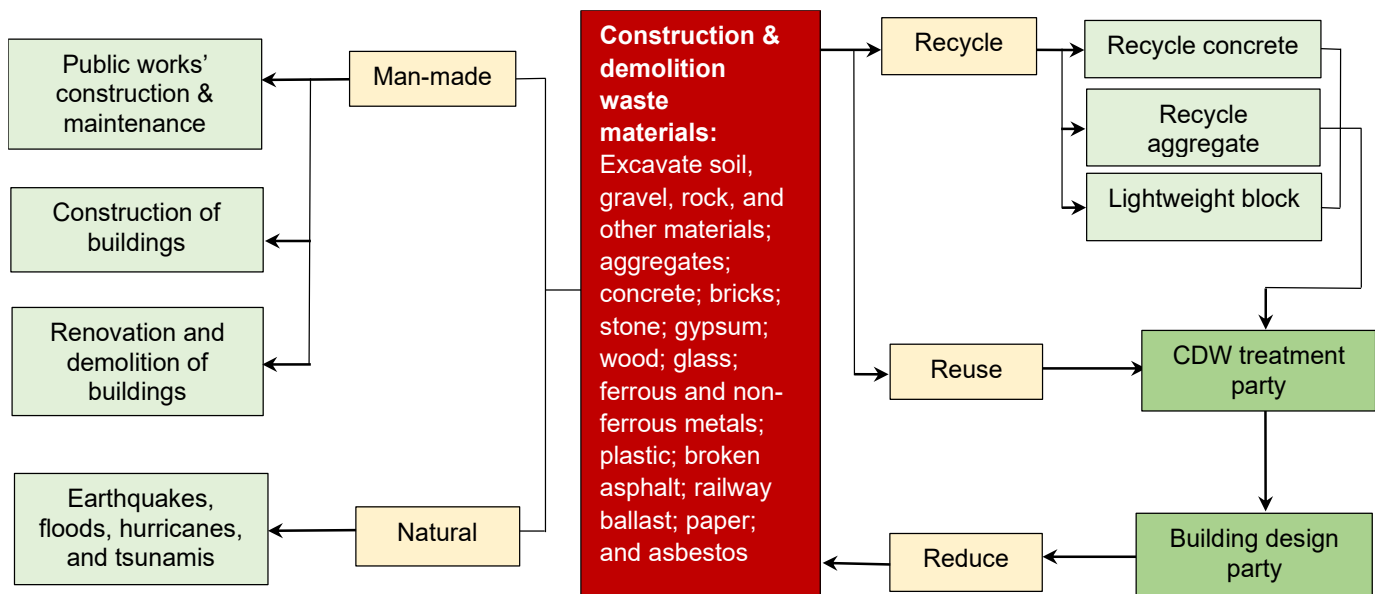 Public works’
construction &
maintenance
Construction of
buildings
Renovation and
demolition of
buildings
Earthquakes,
floods, hurricanes,
and tsunamis
Man-made
Natural
Construction &
demolition
waste
materials:
Excavate soil,
gravel, rock, and
other materials;
aggregates;
concrete; bricks;
stone; gypsum;
wood; glass;
ferrous and non-
ferrous metals;
plastic; broken
asphalt; railway
ballast; paper;
and asbestos
Recycle
Reuse
Reduce
Recycle concrete
Recycle
aggregate
Lightweight block
CDW treatment
party
Building design
party